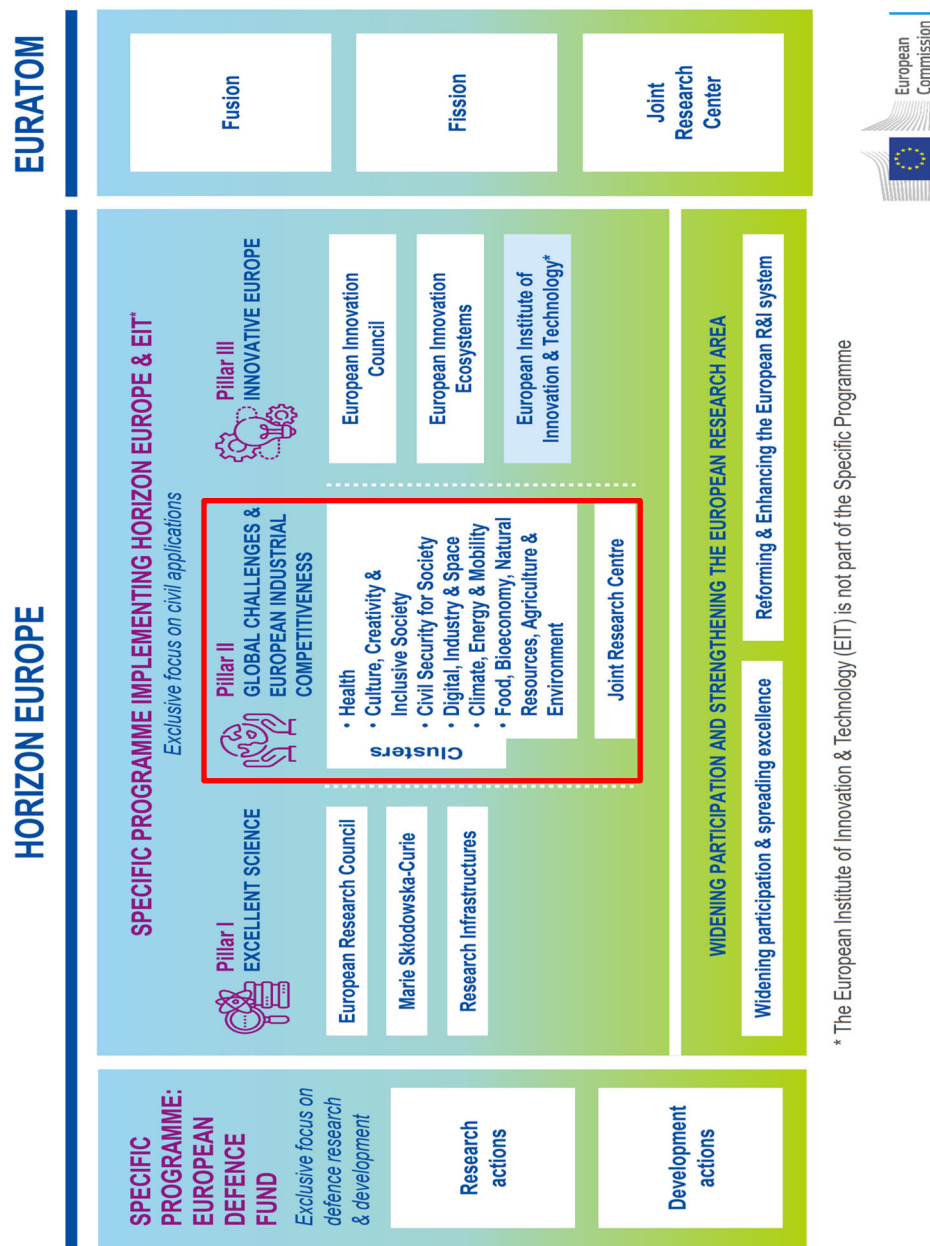 HORIZON EUROPE
EURATOM
SPECIFIC
PROGRAMME:
EUROPEAN
DEFENCE
FUND
Exclusive focus on
defence research
& development
Research
actions
Development
actions
SPECIFIC PROGRAMME IMPLEMENTING HORIZON EUROPE & EIT*
Exclusive focus on civil applications
Pillar I
EXCELLENT SCIENCE
European Research Council
Marie Skłodowska-Curie
Research Infrastructures
Pillar II
GLOBAL CHALLENGES &
EUROPEAN INDUSTRIAL
COMPETITIVENESS
Clusters
• Health
• Culture, Creativity &
Inclusive Society
• Civil Security for Society
• Digital, Industry & Space
• Climate, Energy & Mobility
• Food, Bioeconomy, Natural
Resources, Agriculture &
Environment
Joint Research Centre
Pillar III
INNOVATIVE EUROPE
European Innovation
Council
European Innovation
Ecosystems
European Institute of
Innovation & Technology*
WIDENING PARTICIPATION AND STRENGTHENING THE EUROPEAN RESEARCH AREA
Widening participation & spreading excellence
Reforming & Enhancing the European R&I system
Fusion
Fission
Joint
Research
Center
* The European Institute of Innovation & Technology (EIT) is not part of the Specific Programme
European
Commission